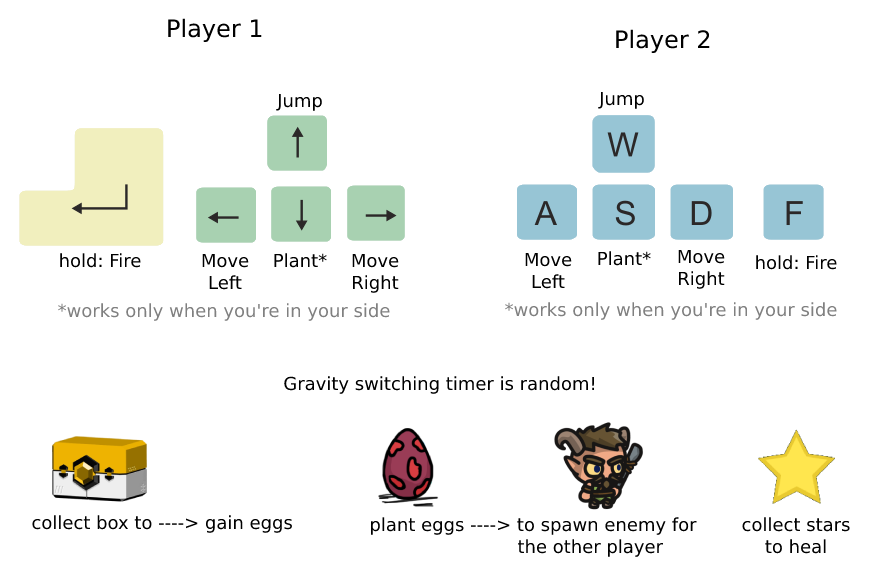 Player 1
Player 2
Jump
Jump
W
A
S
D
F
hold: Fire
Move
Left
Plant*
Move
Right
Move
Left
Plant*
Move
Right
hold: Fire
*works only when you're in your side
*works only when you're in your side
Gravity switching timer is random!
collect box to ----> gain eggs
plant eggs ----> to spawn enemy for
the other player
collect stars
to heal